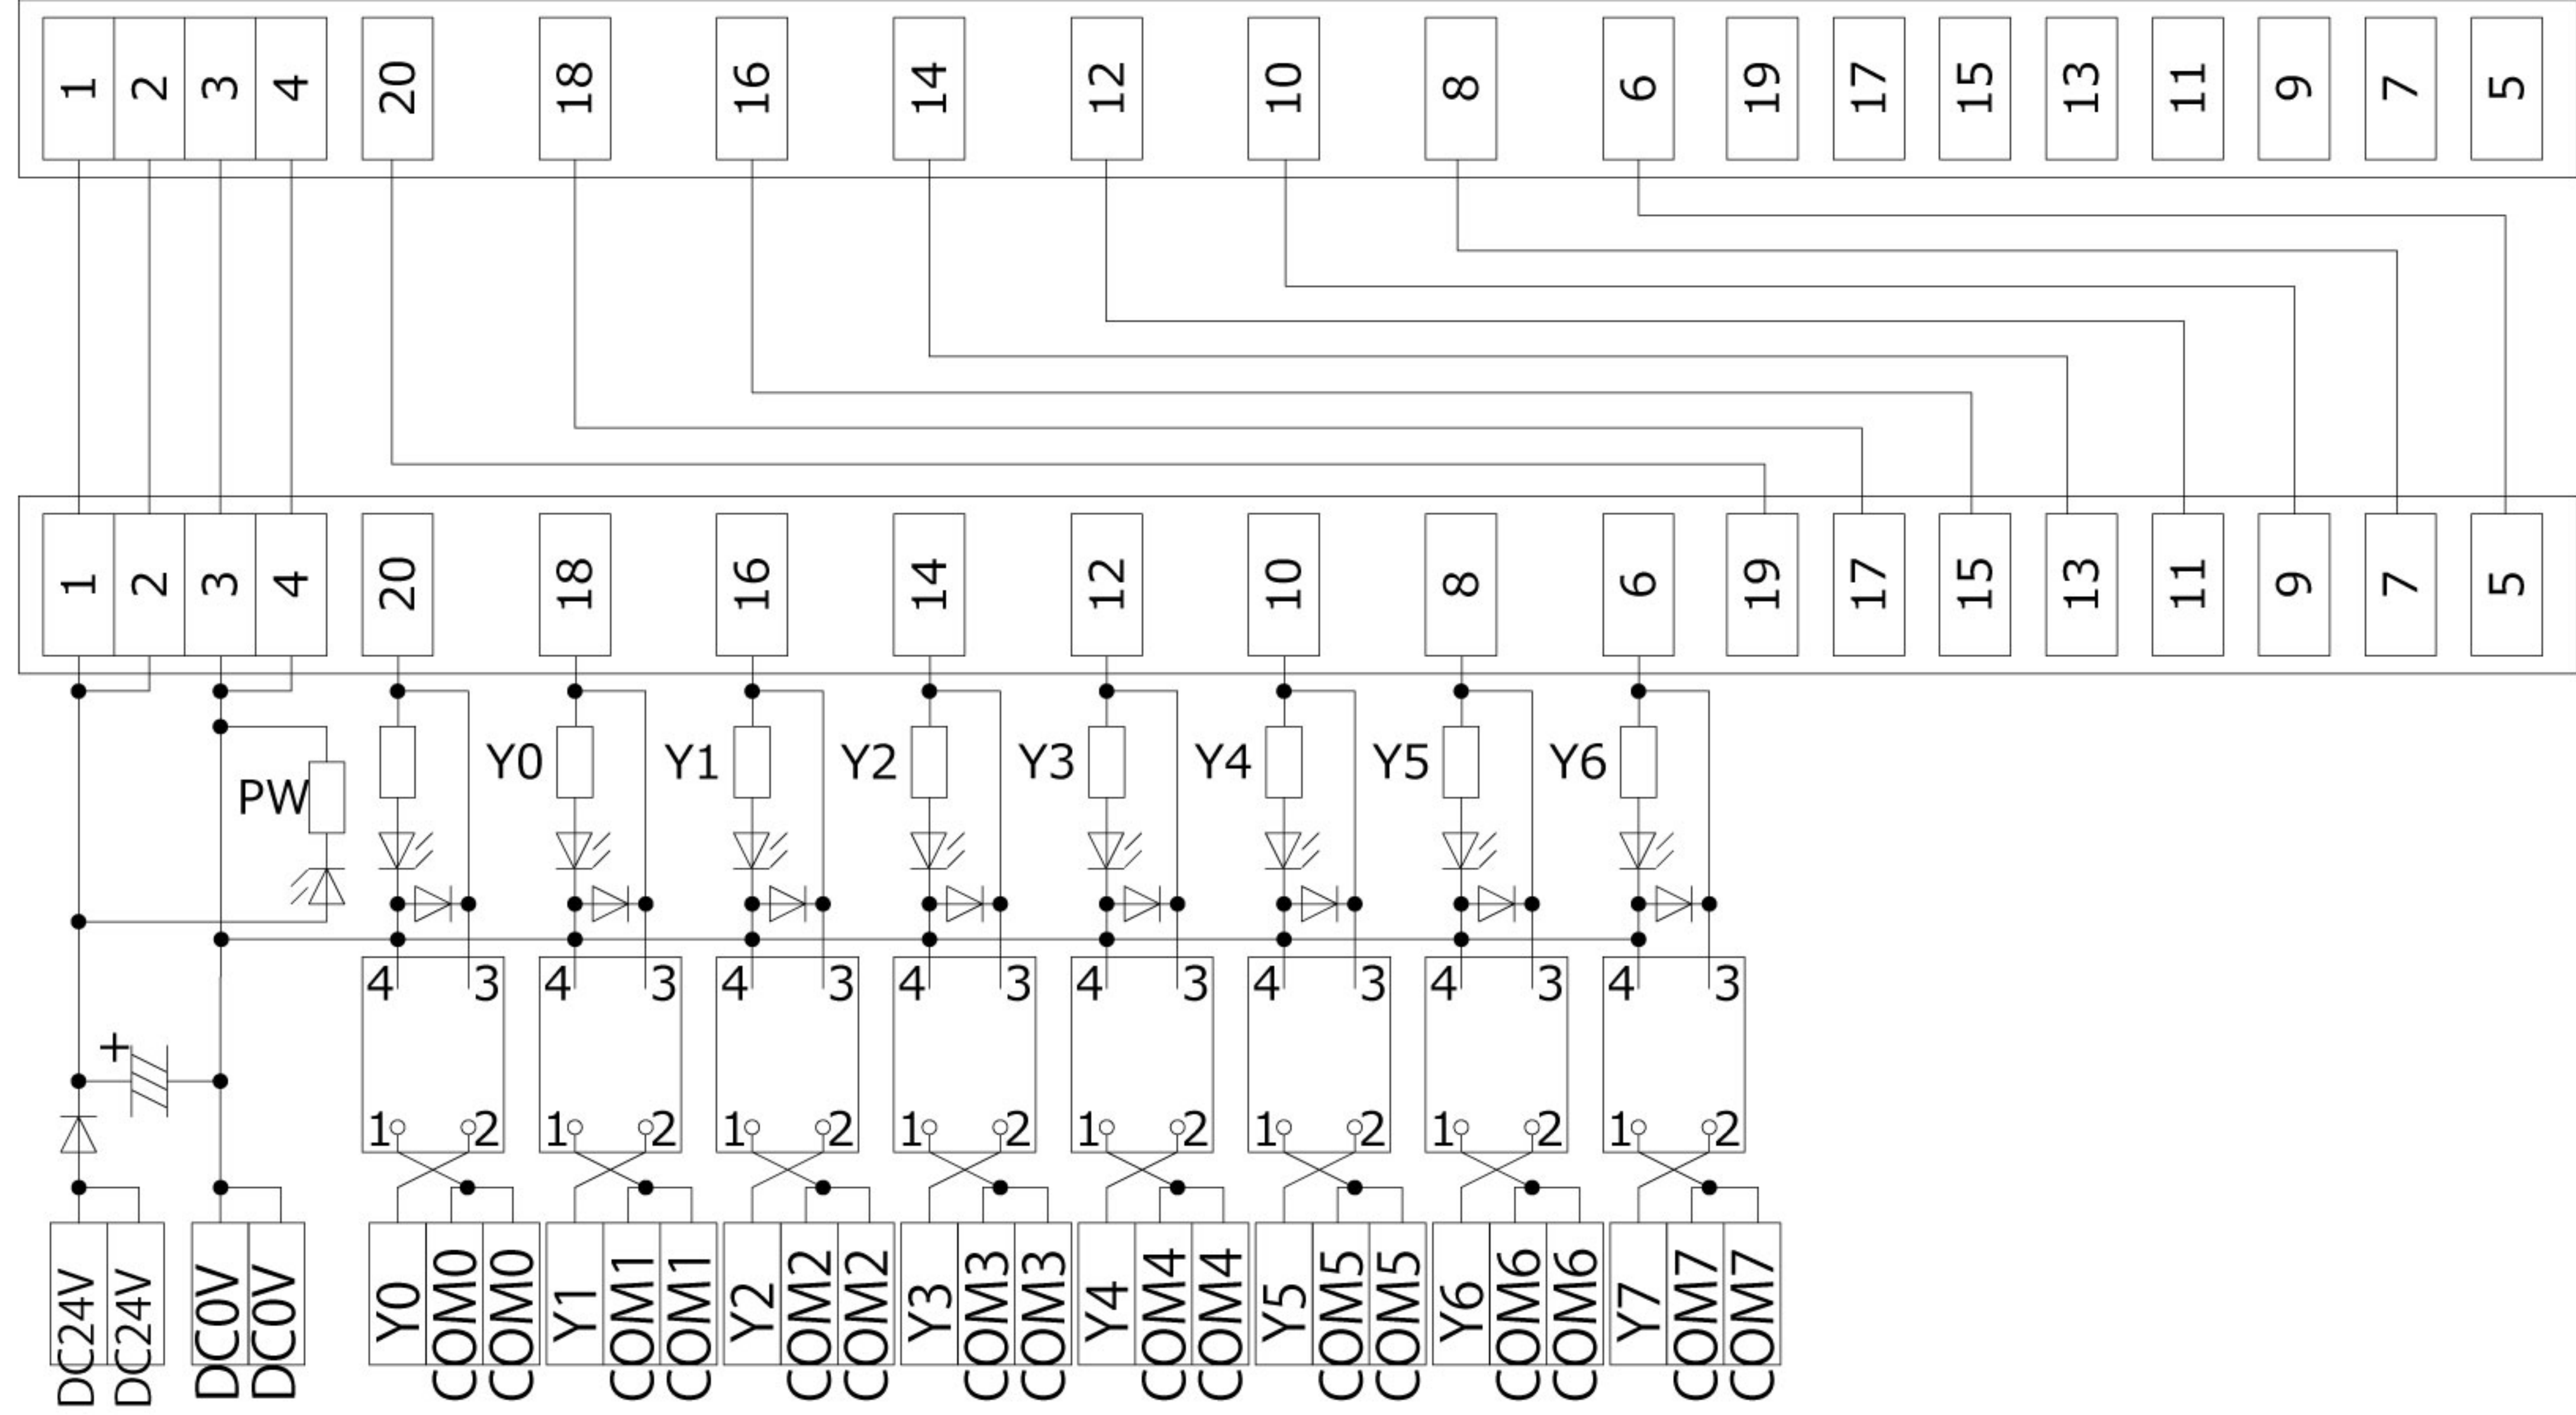 1 2 3 4 20 18 16 14 12 10 8 6 19 17 15 13 11 9 7 5
1 2 3 4 20 18 16 14 12 10 8 6 19 17 15 13 11 9 7 5
Y0 Y1 Y2 Y3 Y4 Y5 Y6
PW
4 3 4 3 4 3 4 3 4 3 4 3 4 3 4 3
+
1 2 1 2 1 2 1 2 1 2 1 2 1 2 1 2
DC24V DC24V DC0V DC0V Y0 COM0 COM0 Y1 COM1 COM1 Y2 COM2 COM2 Y3 COM3 COM3 Y4 COM4 COM4 Y5 COM5 COM5 Y6 COM6 COM6 Y7 COM7 COM7